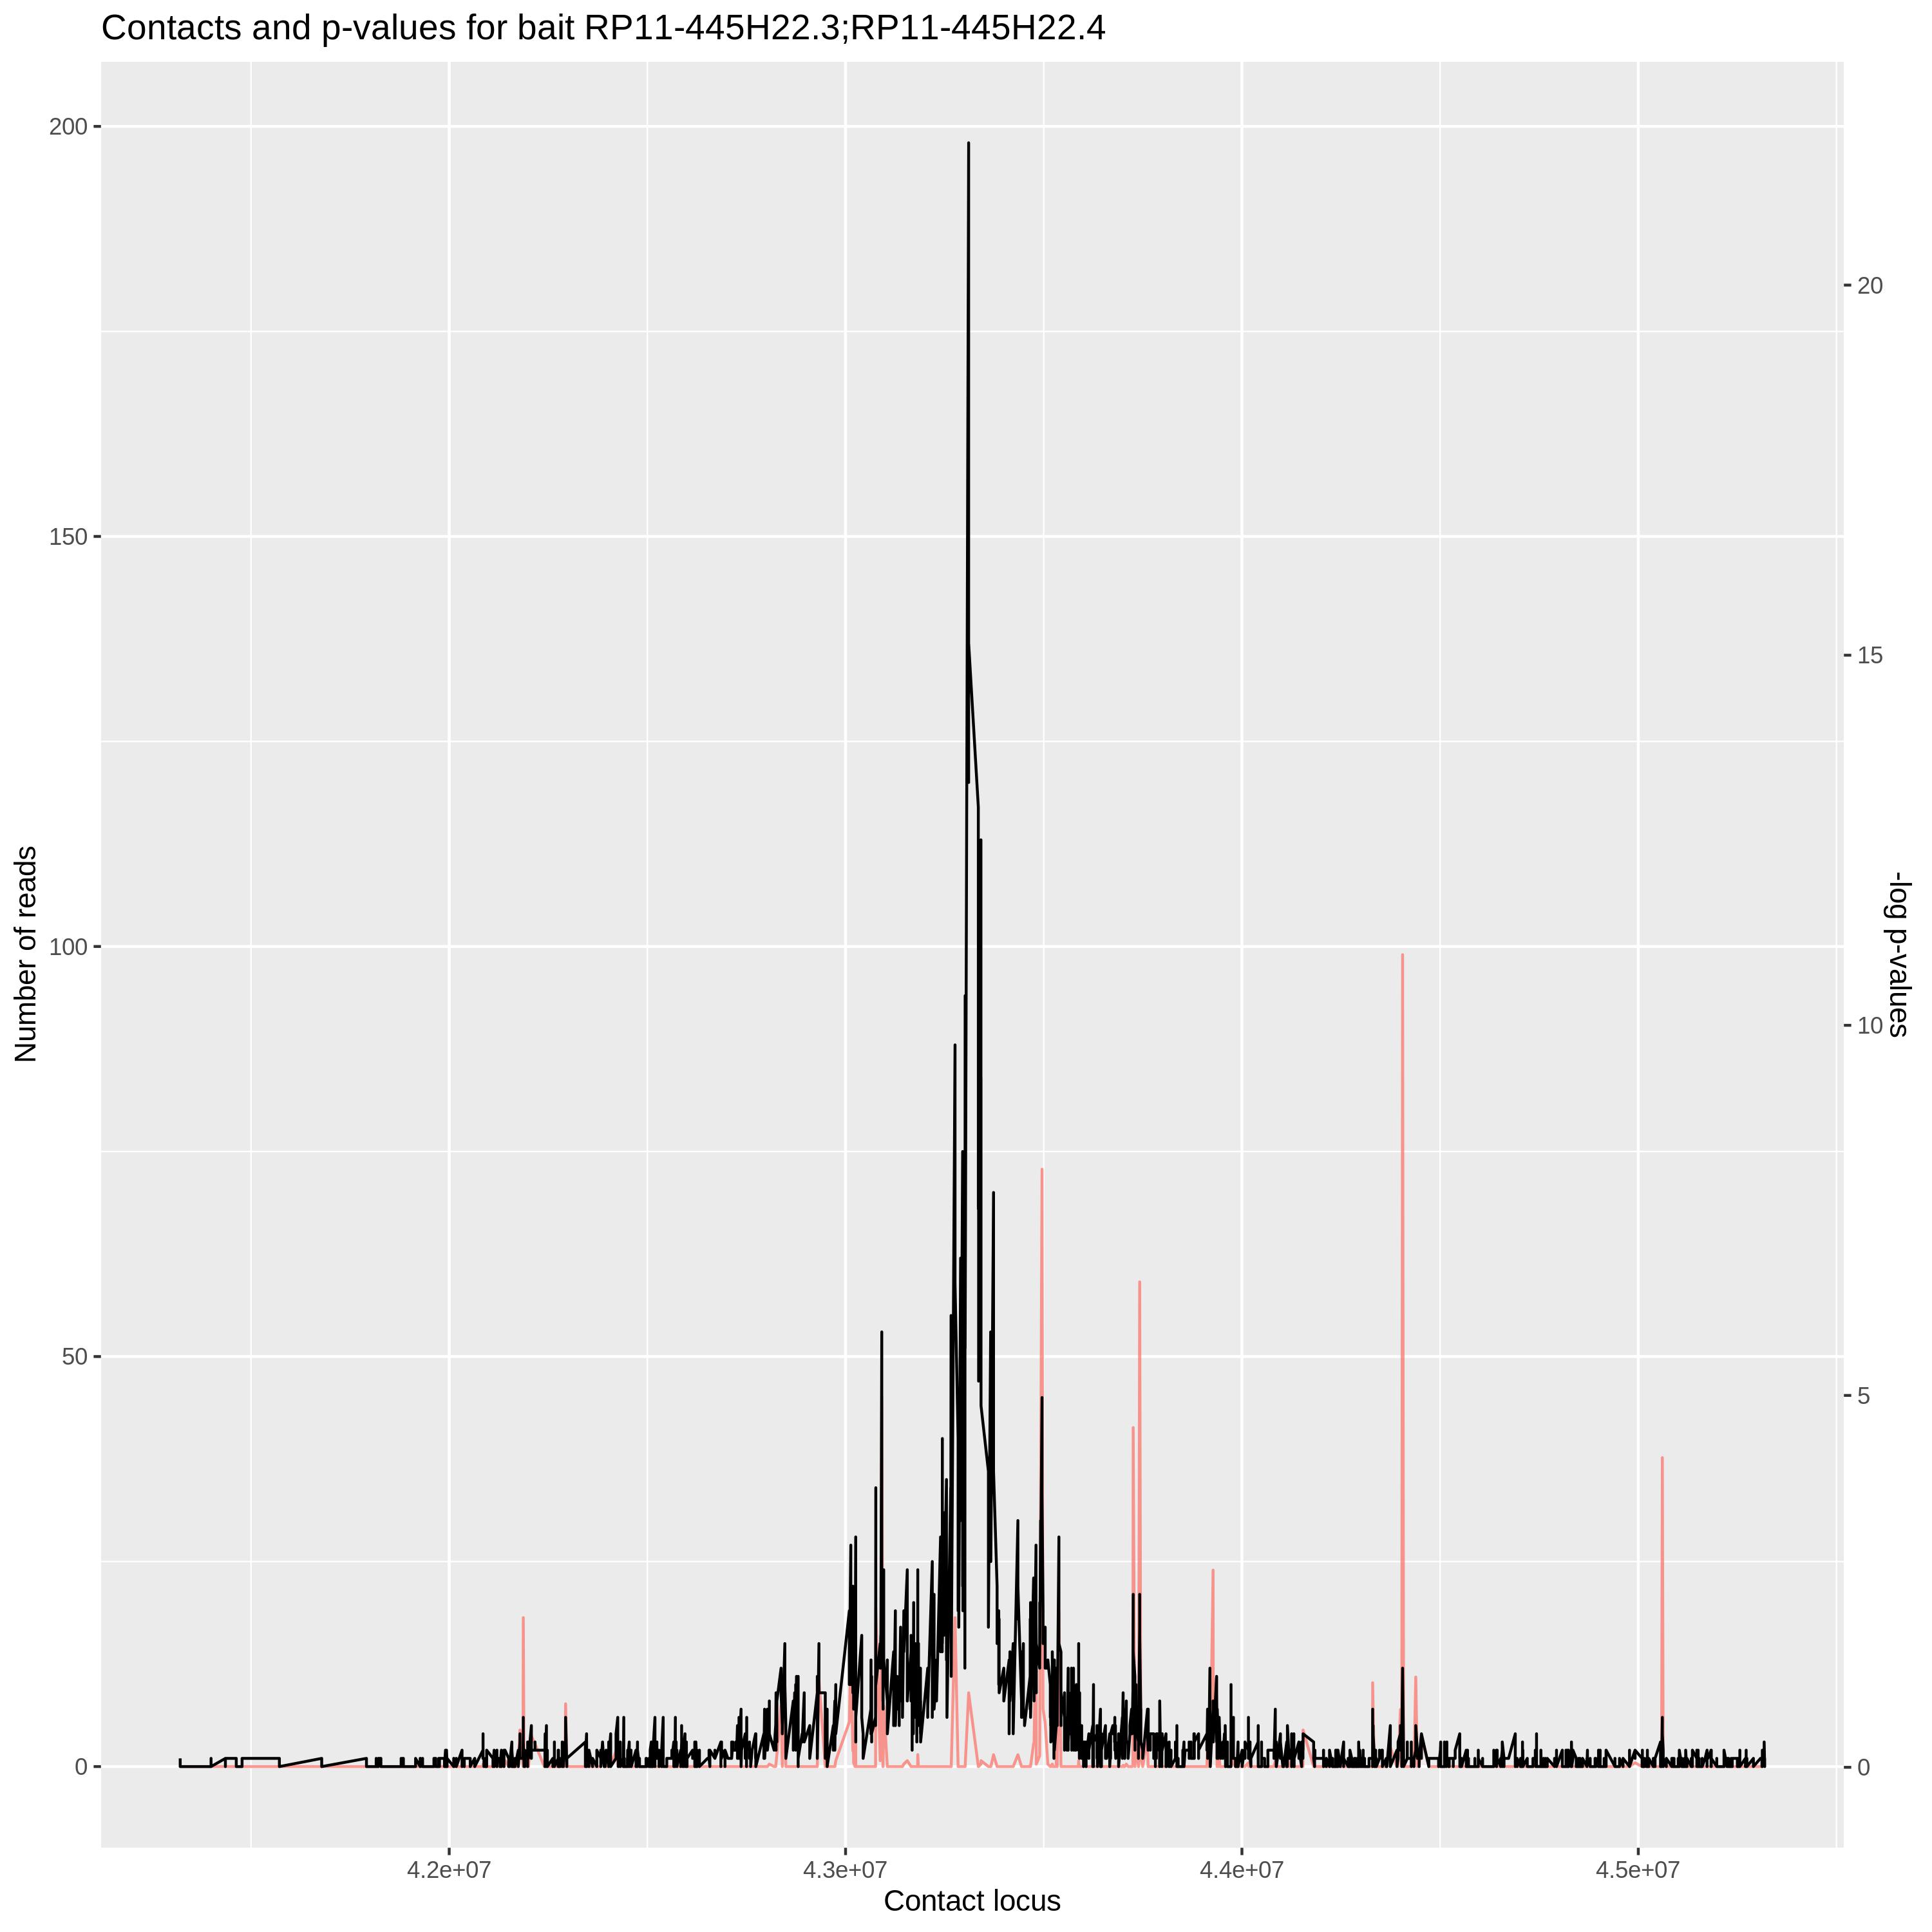 Contacts and p-values for bait RP11-445H22.3;RP11-445H22.4
200
150
100
50
0
Number of reads
20
15
10
5
0
-log p-values
4.2e+07
4.3e+07
4.4e+07
4.5e+07
Contact locus